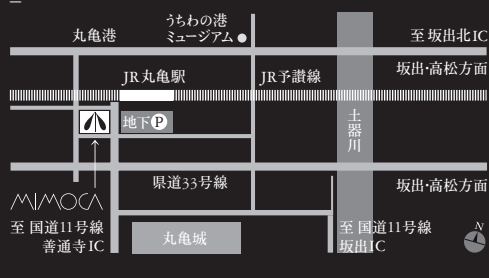 うちわの港
ミュージアム
丸亀港
至 坂出北IC
坂出・高松方面
JR丸亀駅
JR予讃線
地下P
土器川
県道33号線
坂出・高松方面
MIMOCA
至 国道11号線
善通寺IC
丸亀城
至 国道11号線
坂出IC
N